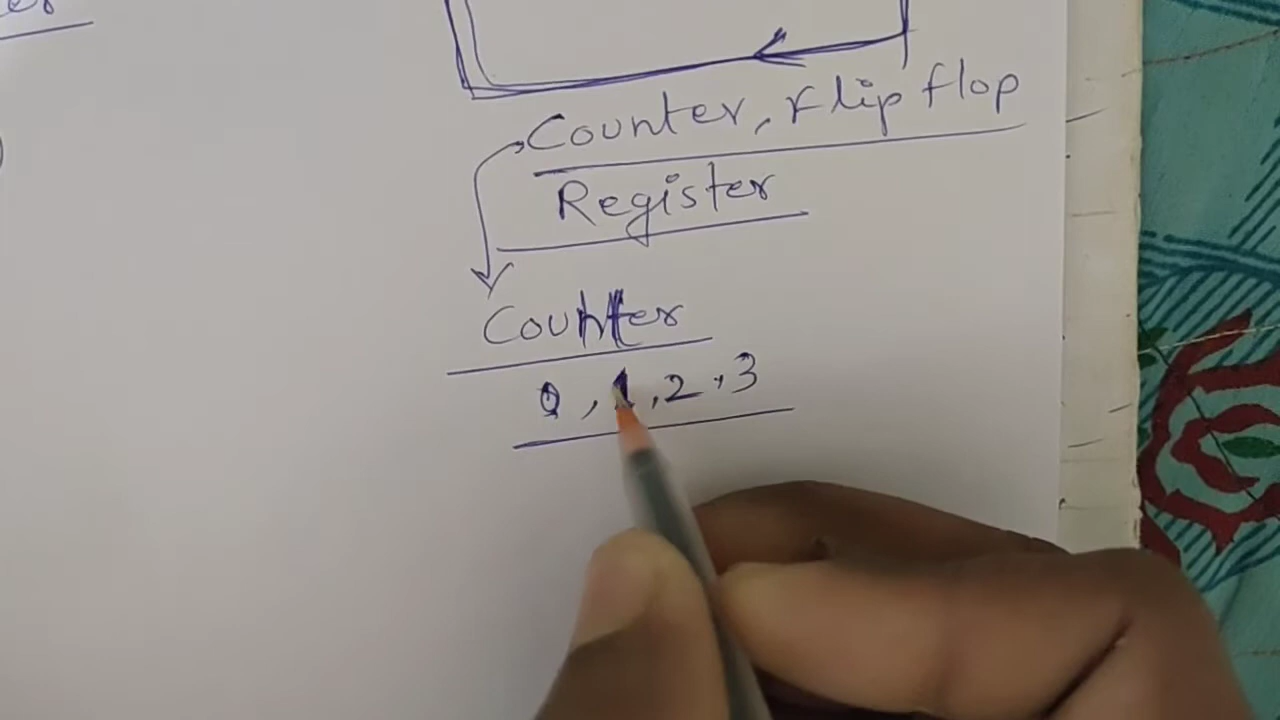 Counter, Flip flop
Register
Counter
0, 1, 2, 3